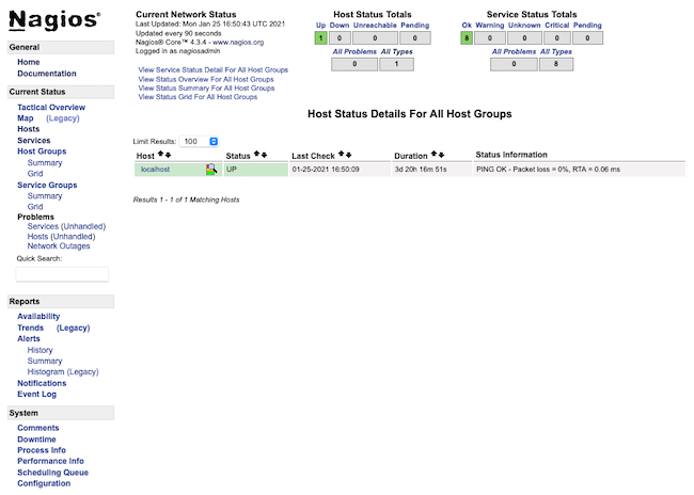 Nagios®
General
Home
Documentation
Current Status
Tactical Overview
Map (Legacy)
Hosts
Services
Host Groups
Summary
Grid
Service Groups
Summary
Grid
Problems
Services (Unhandled)
Hosts (Unhandled)
Network Outages
Quick Search:
Reports
Availability
Trends (Legacy)
Alerts
History
Summary
Histogram (Legacy)
Notifications
Event Log
System
Comments
Downtime
Process Info
Performance Info
Scheduling Queue
Configuration
Current Network Status
Last Updated: Mon Jan 25 16:50:43 UTC 2021
Updated every 90 seconds
Nagios® Core™ 4.3.4 - www.nagios.org
Logged in as nagiosadmin
View Service Status Detail For All Host Groups
View Status Overview For All Host Groups
View Status Summary For All Host Groups
View Status Grid For All Host Groups
Host Status Totals
Up Down Unreachable Pending
1 0 0 0
All Problems All Types
0 1
Service Status Totals
Ok Warning Unknown Critical Pending
8 0 0 0 0
All Problems All Types
0 8
Host Status Details For All Host Groups
Limit Results: 100
Host Status Last Check Duration Status Information
localhost UP 01-25-2021 16:50:09 3d 20h 16m 51s PING OK - Packet loss = 0%, RTA = 0.06 ms
Results 1 - 1 of 1 Matching Hosts